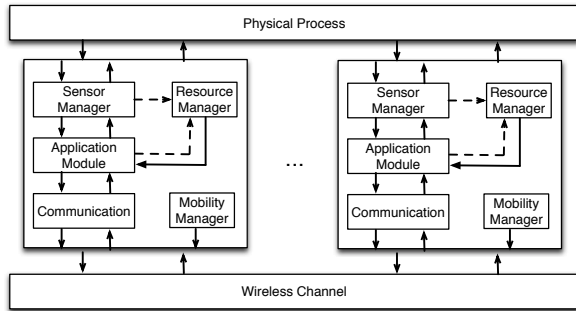 Physical Process
Sensor
Manager
Resource
Manager
Application
Module
Communication
Mobility
Manager
...
Sensor
Manager
Resource
Manager
Application
Module
Communication
Mobility
Manager
Wireless Channel